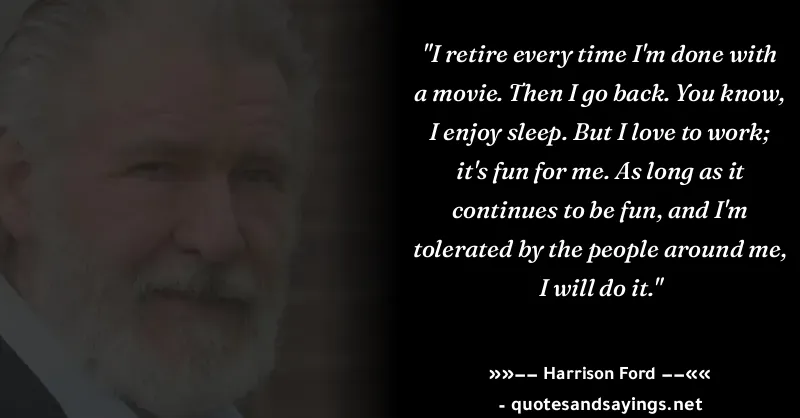 "I retire every time I'm done with
a movie. Then I go back. You know,
I enjoy sleep. But I love to work;
it's fun for me. As long as it
continues to be fun, and I'm
tolerated by the people around me,
I will do it."
»»–– Harrison Ford ––««
- quotesandsayings.net